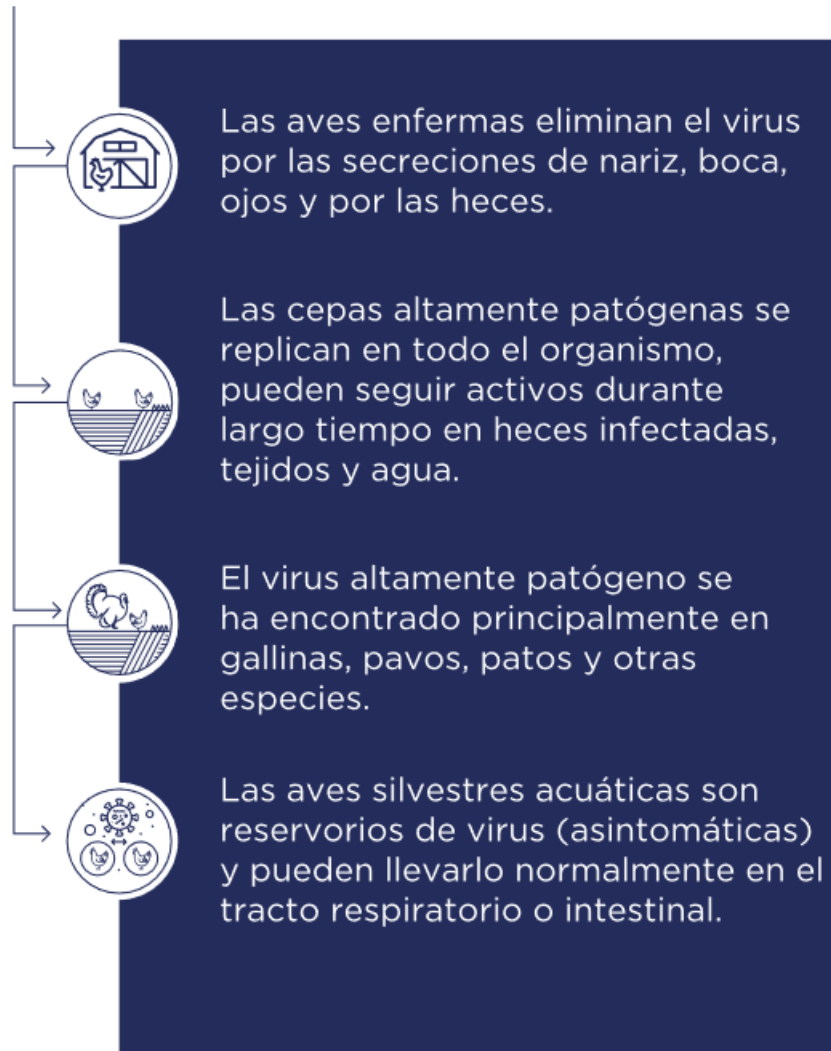 Las aves enfermas eliminan el virus
por las secreciones de nariz, boca,
ojos y por las heces.
Las cepas altamente patógenas se
replican en todo el organismo,
pueden seguir activos durante
largo tiempo en heces infectadas,
tejidos y agua.
El virus altamente patógeno se
ha encontrado principalmente en
gallinas, pavos, patos y otras
especies.
Las aves silvestres acuáticas son
reservorios de virus (asintomáticas)
y pueden llevarlo normalmente en el
tracto respiratorio o intestinal.